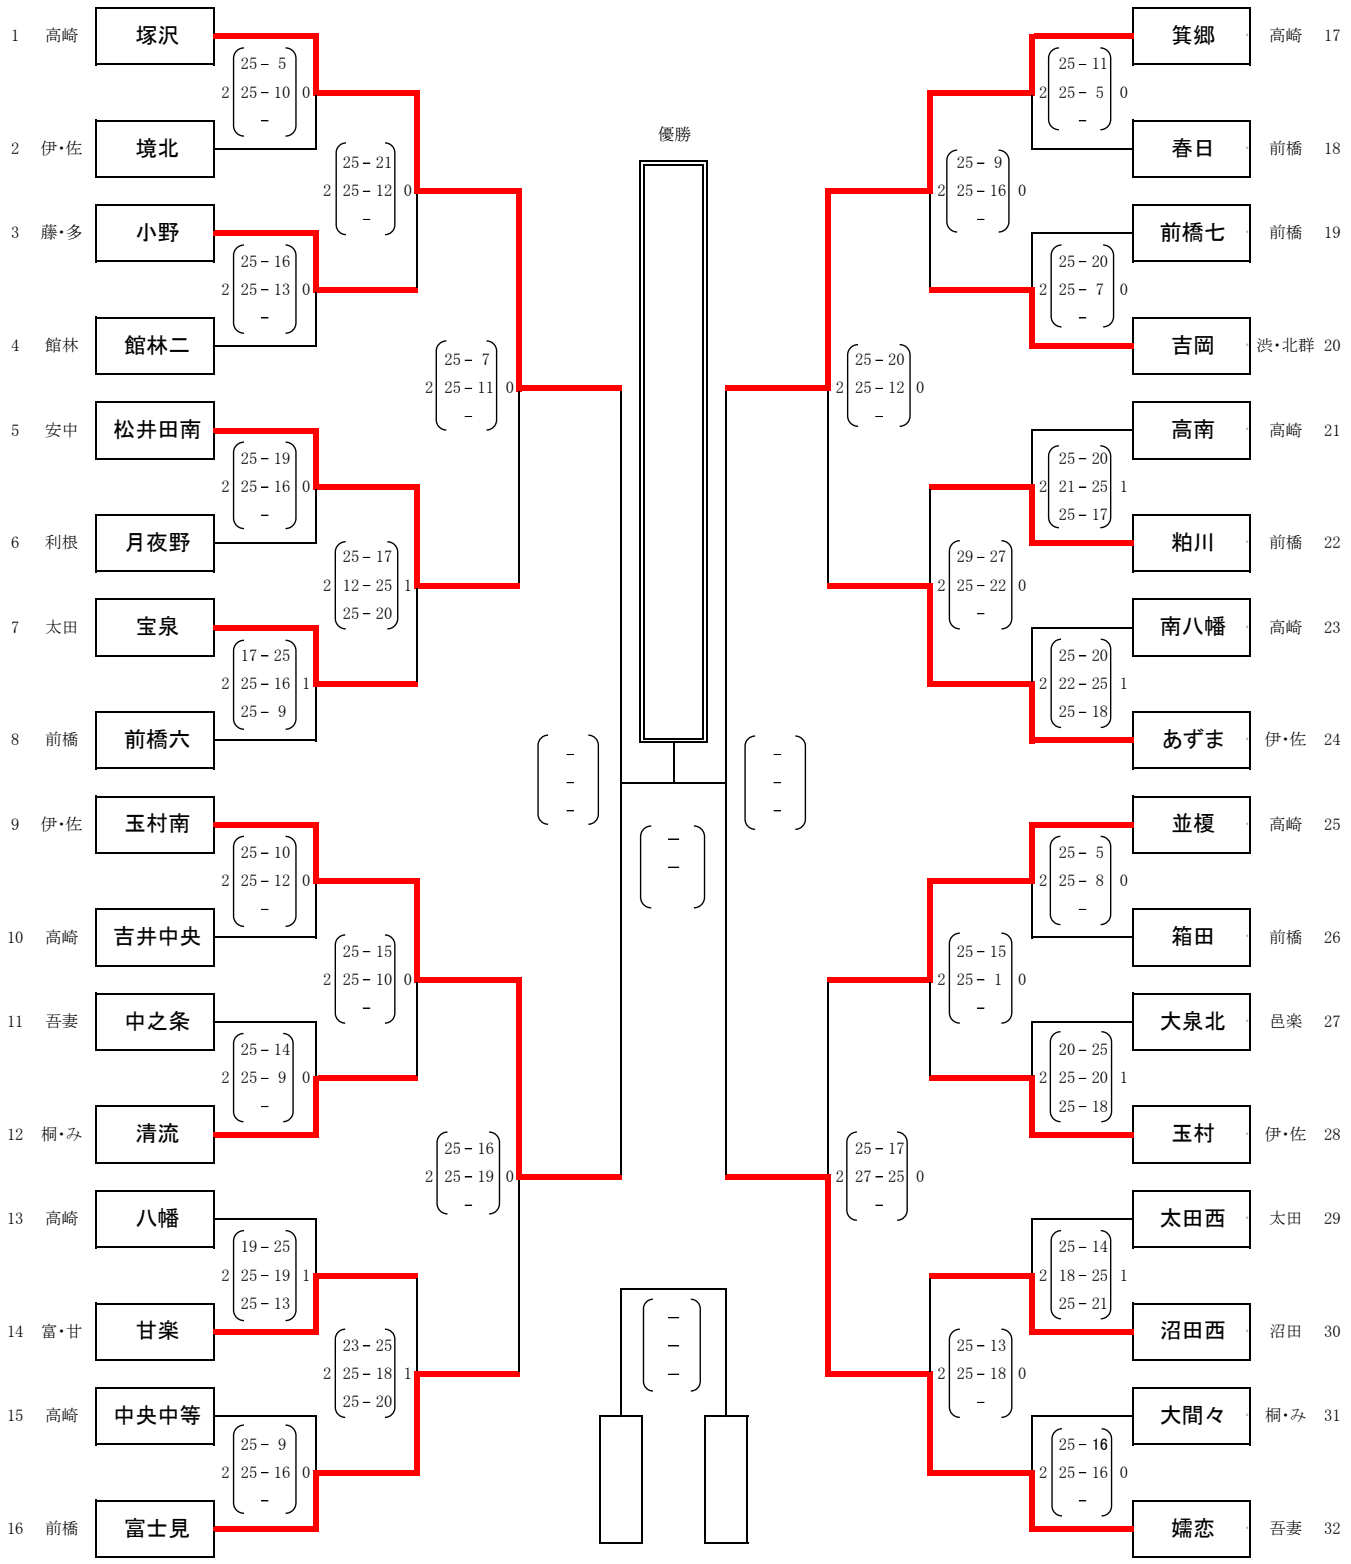 優勝
1 高崎 塚沢
25 - 5
2 25 - 10 0
-
2 伊・佐 境北
25 - 21
2 25 - 12 0
-
3 藤・多 小野
25 - 16
2 25 - 13 0
-
4 館林 館林二
25 - 7
2 25 - 11 0
-
5 安中 松井田南
25 - 19
2 25 - 16 0
-
6 利根 月夜野
25 - 17
2 12 - 25 1
25 - 20
7 太田 宝泉
17 - 25
2 25 - 16 1
25 - 9
8 前橋 前橋六
-
-
-
9 伊・佐 玉村南
25 - 10
2 25 - 12 0
-
10 高崎 吉井中央
25 - 15
2 25 - 10 0
-
11 吾妻 中之条
25 - 14
2 25 - 9 0
-
12 桐・み 清流
25 - 16
2 25 - 19 0
-
13 高崎 八幡
19 - 25
2 25 - 19 1
25 - 13
14 富・甘 甘楽
23 - 25
2 25 - 18 1
25 - 20
15 高崎 中央中等
25 - 9
2 25 - 16 0
-
16 前橋 富士見
-
-
-
-
-
箕郷 高崎 17
25 - 11
2 25 - 5 0
-
春日 前橋 18
25 - 9
2 25 - 16 0
-
前橋七 前橋 19
25 - 20
2 25 - 7 0
-
吉岡 渋・北群 20
25 - 20
2 25 - 12 0
-
高南 高崎 21
25 - 20
2 21 - 25 1
25 - 17
粕川 前橋 22
29 - 27
2 25 - 22 0
-
南八幡 高崎 23
25 - 20
2 22 - 25 1
25 - 18
あずま 伊・佐 24
-
-
-
並榎 高崎 25
25 - 5
2 25 - 8 0
-
箱田 前橋 26
25 - 15
2 25 - 1 0
-
大泉北 邑楽 27
20 - 25
2 25 - 20 1
25 - 18
玉村 伊・佐 28
25 - 17
2 27 - 25 0
-
太田西 太田 29
25 - 14
2 18 - 25 1
25 - 21
沼田西 沼田 30
25 - 13
2 25 - 18 0
-
大間々 桐・み 31
25 - 16
2 25 - 16 0
-
嬬恋 吾妻 32